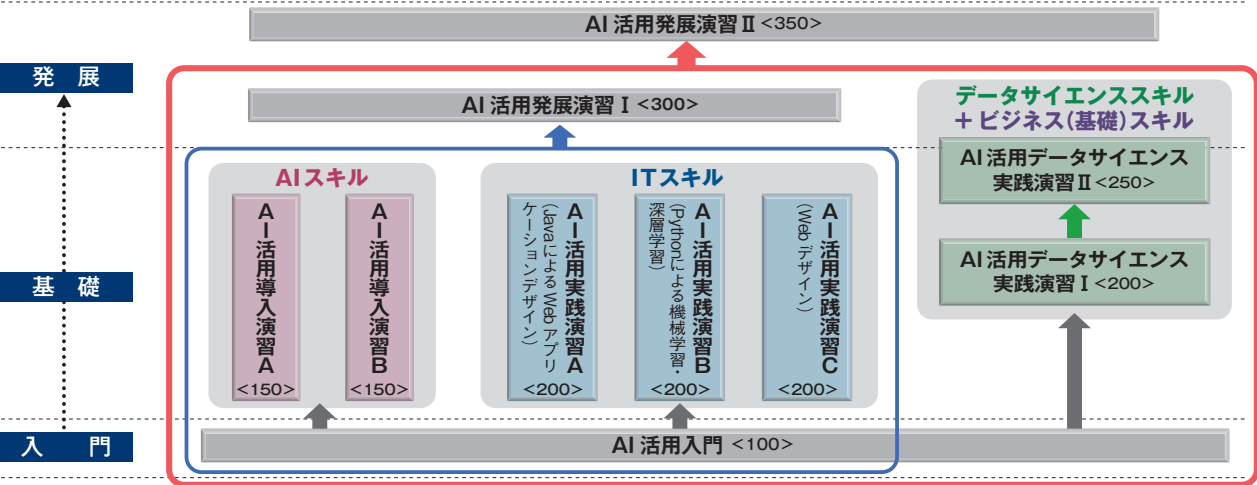 AI 活用発展演習Ⅱ <350>
発 展
AI 活用発展演習Ⅰ <300>
データサイエンススキル
+ ビジネス(基礎)スキル
AI 活用データサイエンス
実践演習Ⅱ <250>
AI 活用データサイエンス
実践演習Ⅰ <200>
AIスキル
AI活用導入演習A
<150>
AI活用導入演習B
<150>
ITスキル
AI活用実践演習A
(Javaによる Web アプリ
ケーションデザイン)
<200>
AI活用実践演習B
(Pythonによる機械学習・
深層学習)
<200>
AI活用実践演習C
(Web デザイン)
<200>
基 礎
入 門
AI 活用入門 <100>